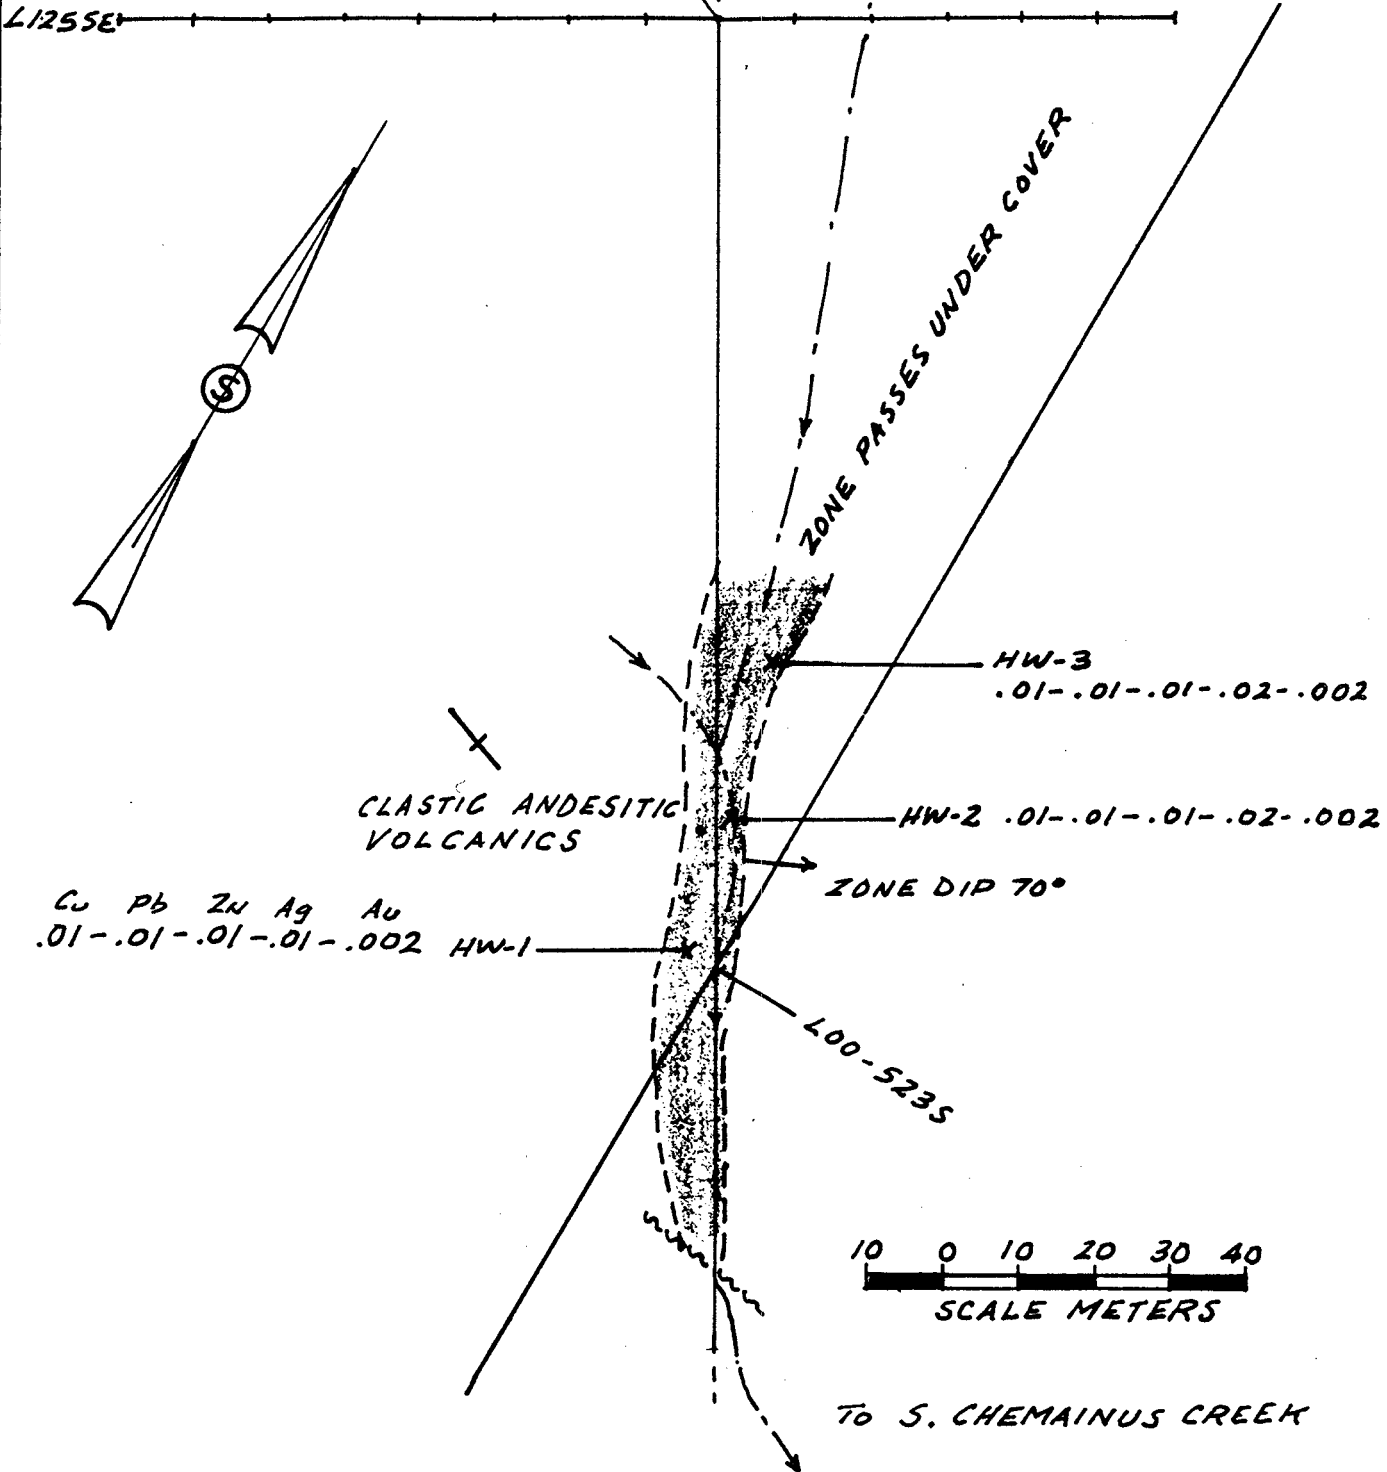 L125SE
ZONE PASSES UNDER COVER
S
HW-3
.01-.01-.01-.02-.002
CLASTIC ANDESITIC
VOLCANICS
HW-2 .01-.01-.01-.02-.002
ZONE DIP 70°
Cu Pb Zn Ag Au
.01-.01-.01-.01-.002 HW-1
L00-523S
10 0 10 20 30 40
SCALE METERS
TO S. CHEMAINUS CREEK